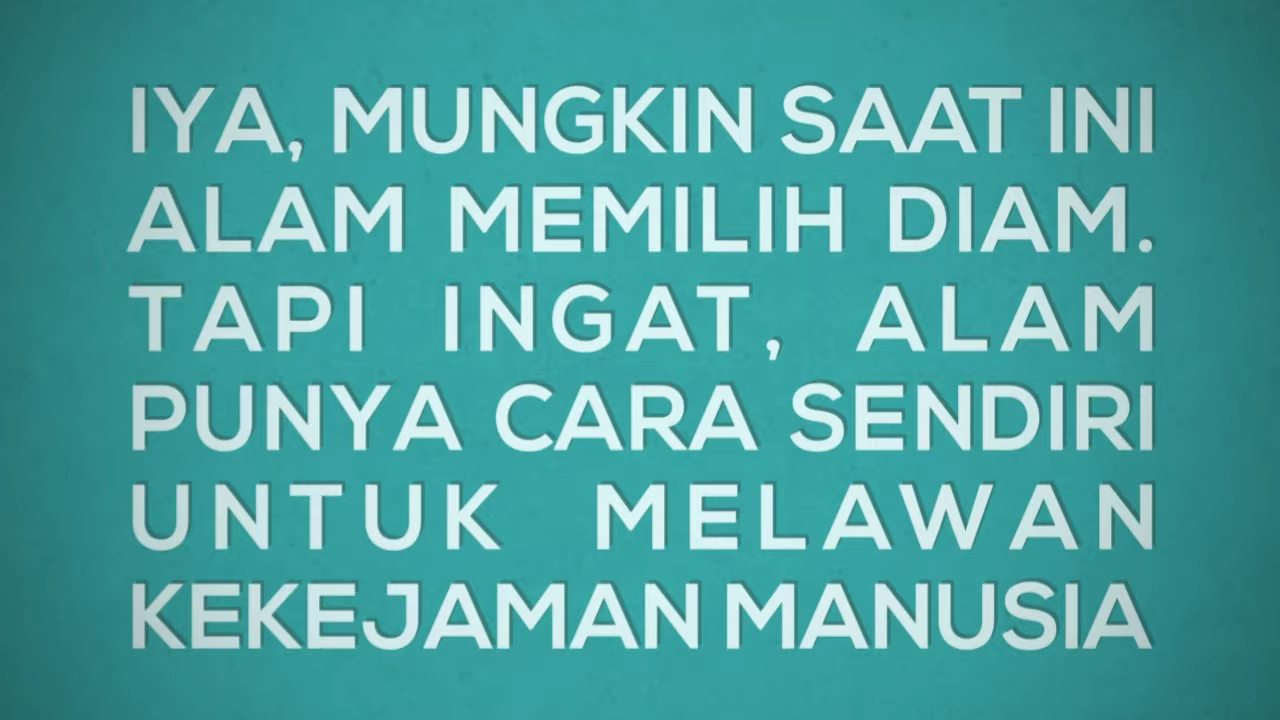 IYA, MUNGKIN SAAT INI
ALAM MEMILIH DIAM.
TAPI INGAT, ALAM
PUNYA CARA SENDIRI
UNTUK MELAWAN
KEKEJAMAN MANUSIA